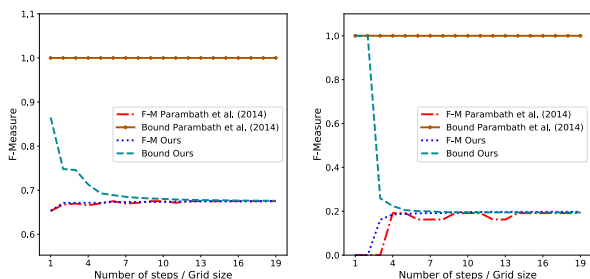 1.1
1.0
0.9
0.8
0.7
0.6
F-Measure
F-M Parambath et al. (2014)
Bound Parambath et al. (2014)
F-M Ours
Bound Ours
1 4 7 10 13 16 19
Number of steps / Grid size
1.0
0.8
0.6
0.4
0.2
0.0
F-Measure
F-M Parambath et al. (2014)
Bound Parambath et al. (2014)
F-M Ours
Bound Ours
1 4 7 10 13 16 19
Number of steps / Grid size